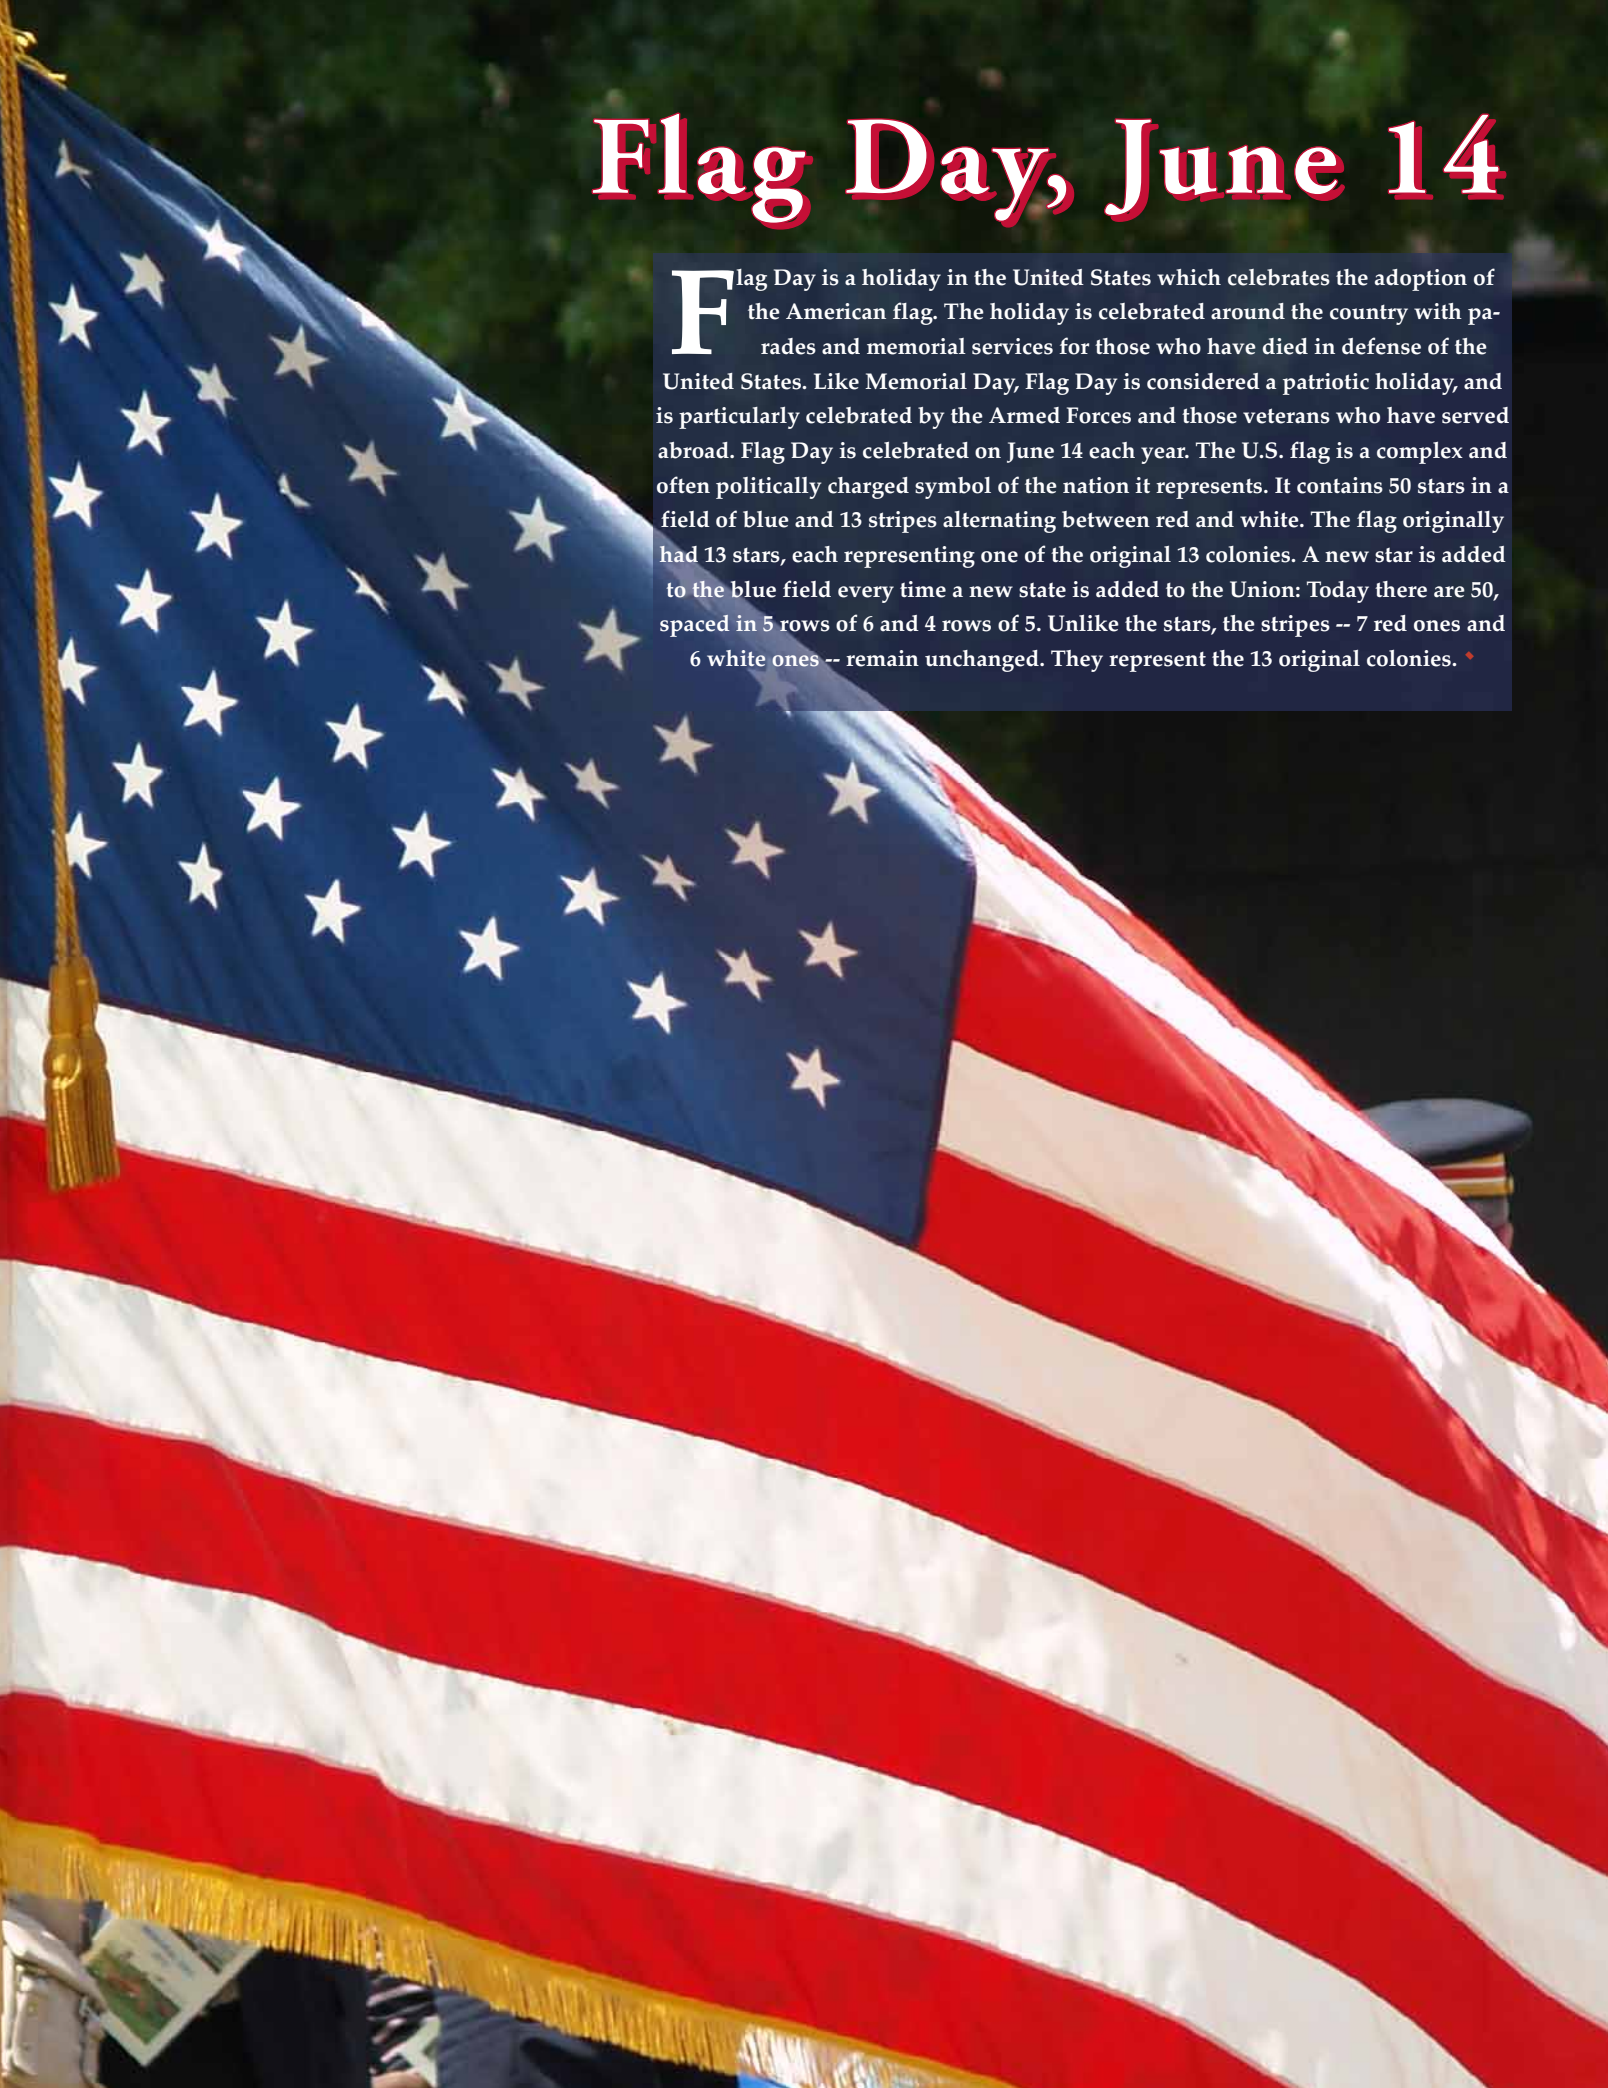 Flag Day, June 14
Flag Day is a holiday in the United States which celebrates the adoption of
the American flag. The holiday is celebrated around the country with pa-
rades and memorial services for those who have died in defense of the
United States. Like Memorial Day, Flag Day is considered a patriotic holiday, and
is particularly celebrated by the Armed Forces and those veterans who have served
abroad. Flag Day is celebrated on June 14 each year. The U.S. flag is a complex and
often politically charged symbol of the nation it represents. It contains 50 stars in a
field of blue and 13 stripes alternating between red and white. The flag originally
had 13 stars, each representing one of the original 13 colonies. A new star is added
to the blue field every time a new state is added to the Union: Today there are 50,
spaced in 5 rows of 6 and 4 rows of 5. Unlike the stars, the stripes -- 7 red ones and
6 white ones -- remain unchanged. They represent the 13 original colonies.